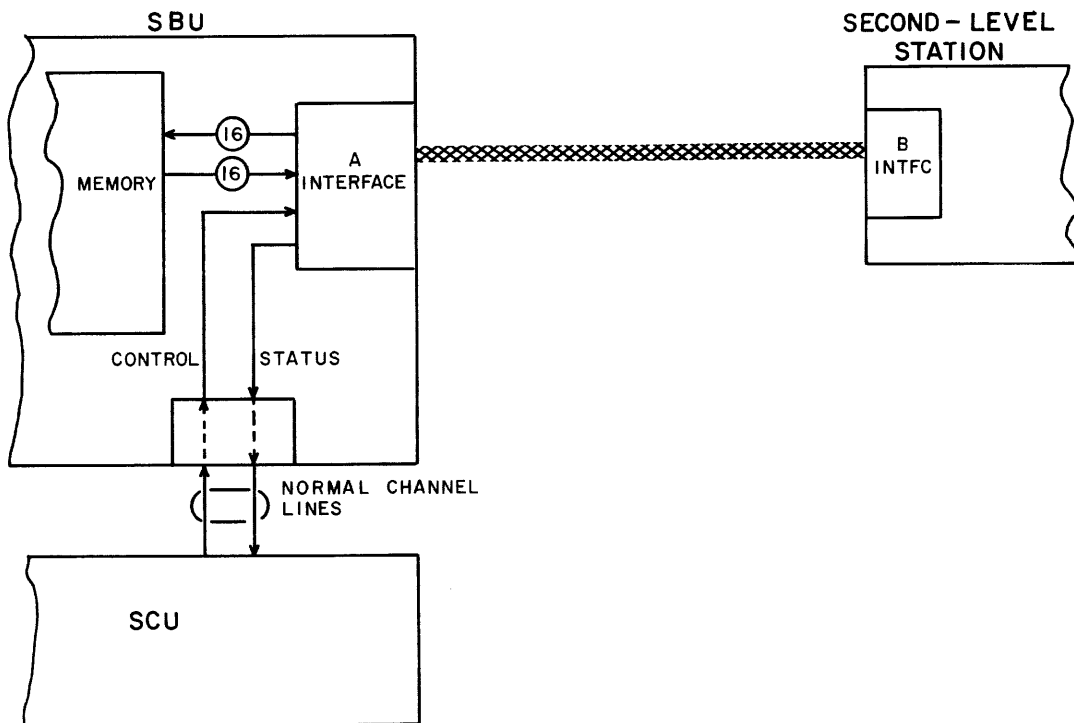 SBU
SECOND-LEVEL
STATION
16
16
MEMORY
A
INTERFACE
B
INTFC
CONTROL
STATUS
NORMAL CHANNEL
LINES
SCU